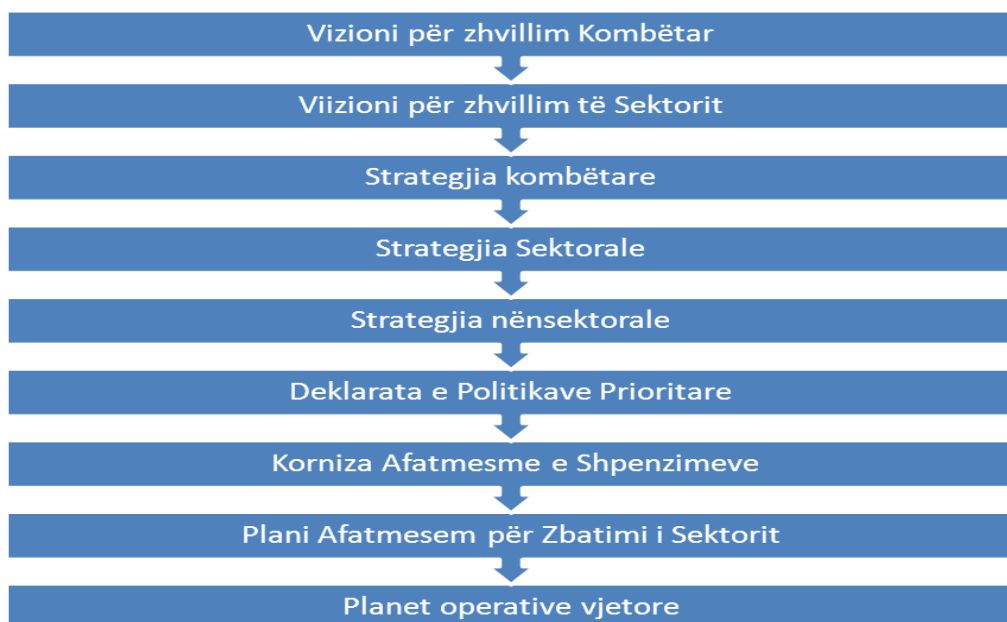 Vizioni për zhvillim Kombëtar
Viizioni për zhvillim të Sektorit
Strategjia kombëtare
Strategjia Sektorale
Strategjia nënsektorale
Deklarata e Politikave Prioritare
Korniza Afatmesme e Shpenzimeve
Plani Afatmesem për Zbatimi i Sektorit
Planet operative vjetore